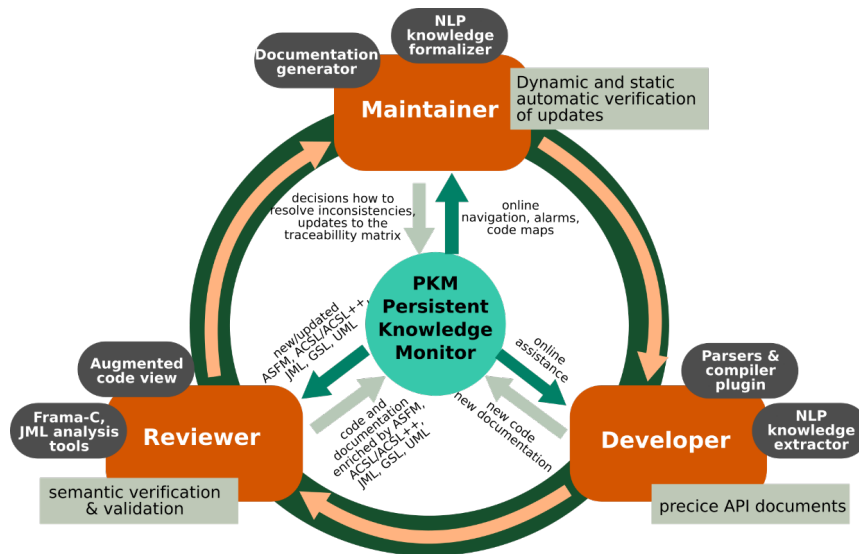 NLP
knowledge
formalizer
Documentation
generator
Maintainer
Dynamic and static
automatic verification
of updates
decisions how to
resolve inconsistencies,
updates to the
traceabillity matrix
online
navigation, alarms,
code maps
PKM
Persistent
Knowledge
Monitor
new/updated
ASFM, ACSL/ACSL++,
JML, GSL, UML
online
assistance
Augmented
code view
Frama-C,
JML analysis
tools
Reviewer
semantic verification
& validation
code and
documentation
enriched by ASFM,
ACSL/ACSL++,
JML, GSL, UML
new code
new documentation
Parsers &
compiler
plugin
NLP
knowledge
extractor
Developer
precice API documents